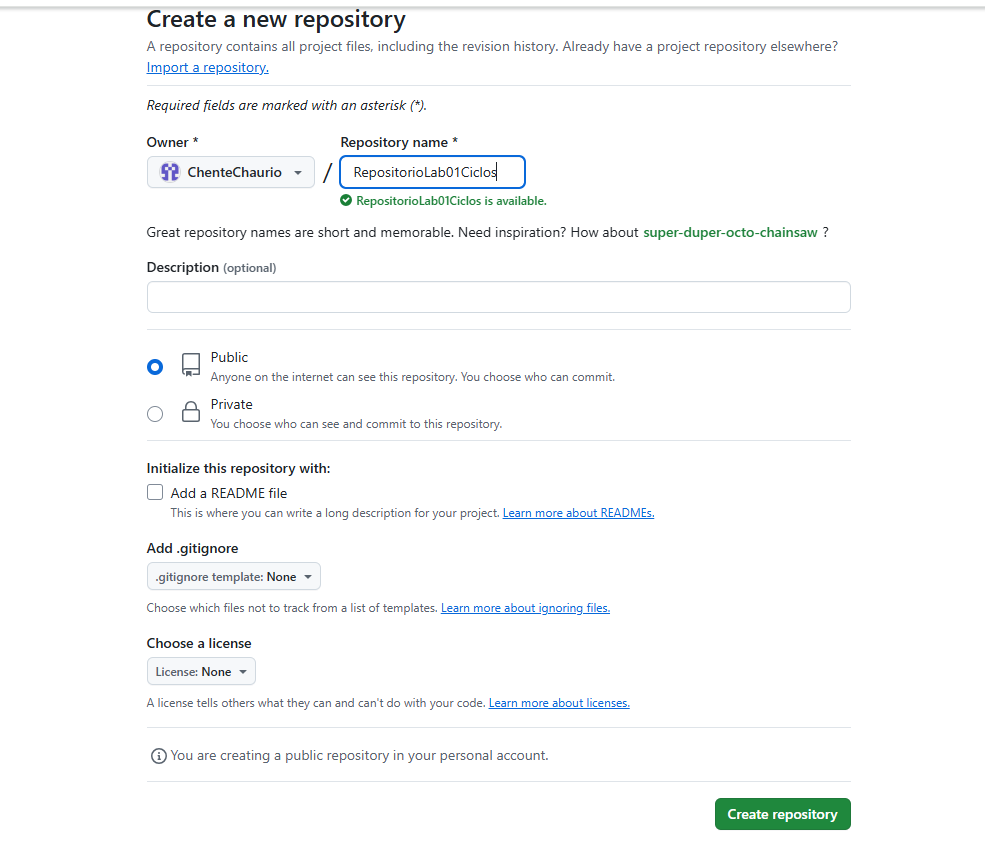 Create a new repository
A repository contains all project files, including the revision history. Already have a project repository elsewhere?
Import a repository.
Required fields are marked with an asterisk (*).
Owner *
Repository name *
ChenteChaurio
/
RepositorioLab01Ciclos
RepositorioLab01Ciclos is available.
Great repository names are short and memorable. Need inspiration? How about super-duper-octo-chainsaw ?
Description (optional)
Public
Anyone on the internet can see this repository. You choose who can commit.
Private
You choose who can see and commit to this repository.
Initialize this repository with:
Add a README file
This is where you can write a long description for your project. Learn more about READMEs.
Add .gitignore
.gitignore template: None
Choose which files not to track from a list of templates. Learn more about ignoring files.
Choose a license
License: None
A license tells others what they can and can't do with your code. Learn more about licenses.
You are creating a public repository in your personal account.
Create repository